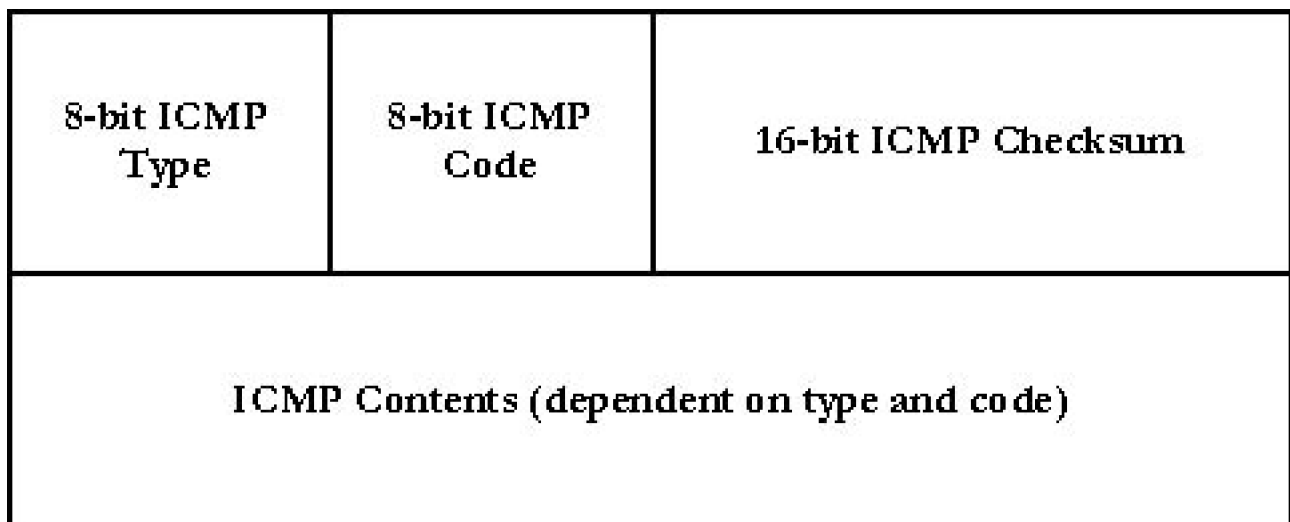 8-bit ICMP
Type
8-bit ICMP
Code
16-bit ICMP Checksum
ICMP Contents (dependent on type and code)